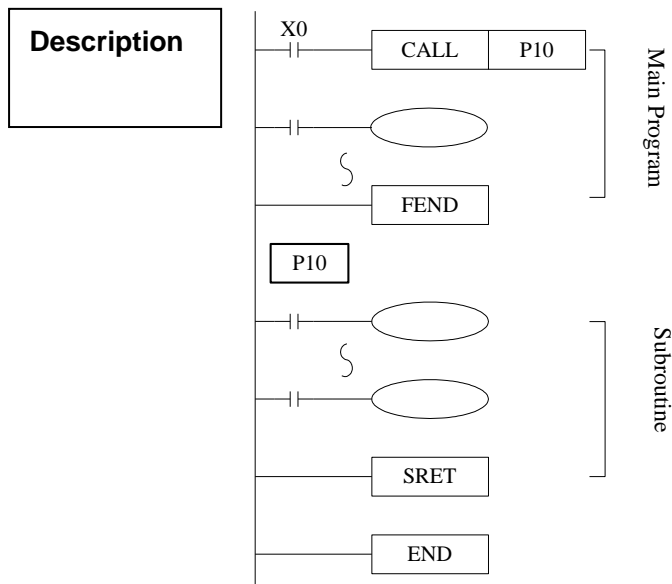 Description
X0
CALL P10
Main Program
FEND
P10
Subroutine
SRET
END